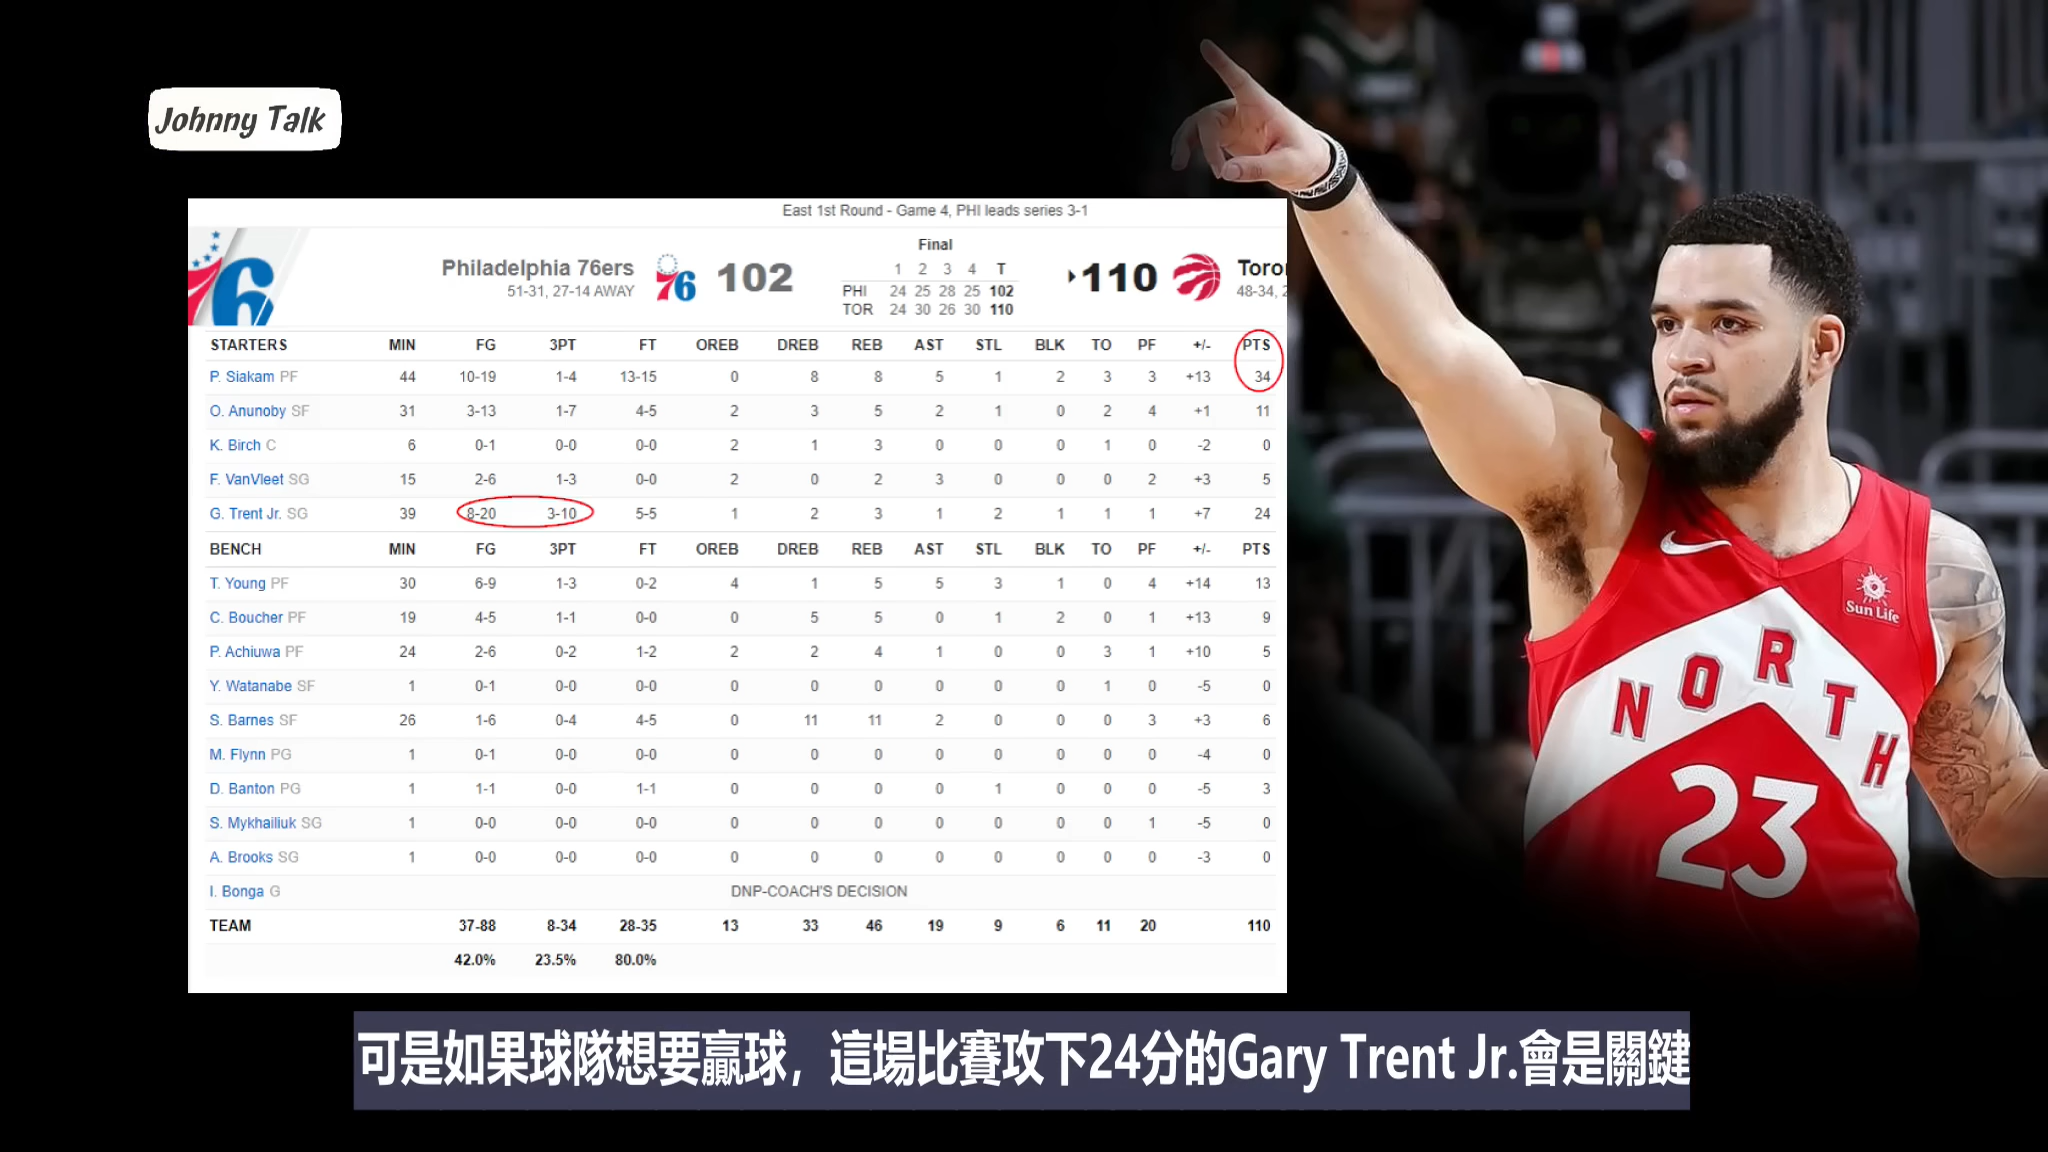 Johnny Talk
East 1st Round - Game 4, PHI leads series 3-1
Philadelphia 76ers
51-31, 27-14 AWAY
76
102
Final
1 2 3 4 T
PHI 24 25 28 25 102
TOR 24 30 26 30 110
110
Toro
48-34, 2
STARTERS MIN FG 3PT FT OREB DREB REB AST STL BLK TO PF +/- PTS
P. Siakam PF 44 10-19 1-4 13-15 0 8 8 5 1 2 3 3 +13 34
O. Anunoby SF 31 3-13 1-7 4-5 2 3 5 2 1 0 2 4 +1 11
K. Birch C 6 0-1 0-0 0-0 2 1 3 0 0 0 1 0 -2 0
F. VanVleet SG 15 2-6 1-3 0-0 2 0 2 3 0 0 0 2 +3 5
G. Trent Jr. SG 39 8-20 3-10 5-5 1 2 3 1 2 1 1 1 +7 24
BENCH MIN FG 3PT FT OREB DREB REB AST STL BLK TO PF +/- PTS
T. Young PF 30 6-9 1-3 0-2 4 1 5 5 3 1 0 4 +14 13
C. Boucher PF 19 4-5 1-1 0-0 0 5 5 0 1 2 0 1 +13 9
P. Achiuwa PF 24 2-6 0-2 1-2 2 2 4 1 0 0 3 1 +10 5
Y. Watanabe SF 1 0-1 0-0 0-0 0 0 0 0 0 0 1 0 -5 0
S. Barnes SF 26 1-6 0-4 4-5 0 11 11 2 0 0 0 3 +3 6
M. Flynn PG 1 0-1 0-0 0-0 0 0 0 0 0 0 0 0 -4 0
D. Banton PG 1 1-1 0-0 1-1 0 0 0 0 1 0 0 0 -5 3
S. Mykhailiuk SG 1 0-0 0-0 0-0 0 0 0 0 0 0 0 1 -5 0
A. Brooks SG 1 0-0 0-0 0-0 0 0 0 0 0 0 0 0 -3 0
I. Bonga G DNP-COACH'S DECISION
TEAM 37-88 8-34 28-35 13 33 46 19 9 6 11 20 110
42.0% 23.5% 80.0%
Sun Life
NORTH
23
可是如果球隊想要贏球，這場比賽攻下24分的Gary Trent Jr.會是關鍵